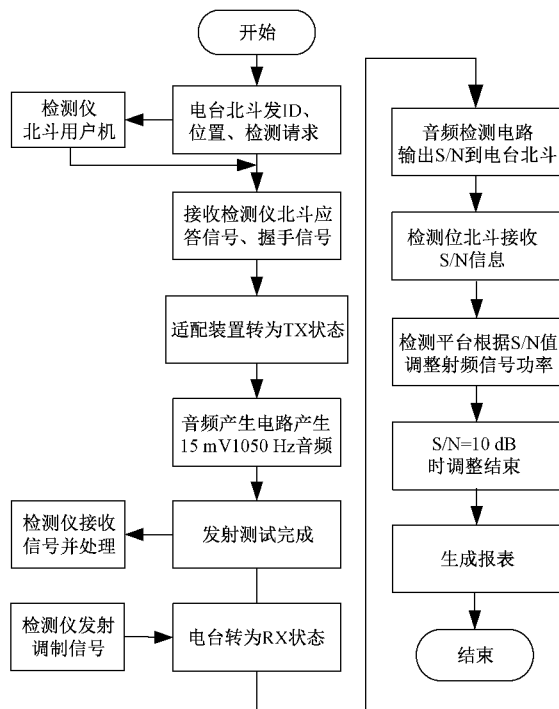 开始
电台北斗发ID、
位置、检测请求
检测仪
北斗用户机
接收检测仪北斗应
答信号、握手信号
适配装置转为TX状态
音频产生电路产生
15 mV1050 Hz音频
发射测试完成
检测仪接收
信号并处理
检测仪发射
调制信号
电台转为RX状态
音频检测电路
输出S/N到电台北斗
检测位北斗接收
S/N信息
检测平台根据S/N值
调整射频信号功率
S/N=10 dB
时调整结束
生成报表
结束